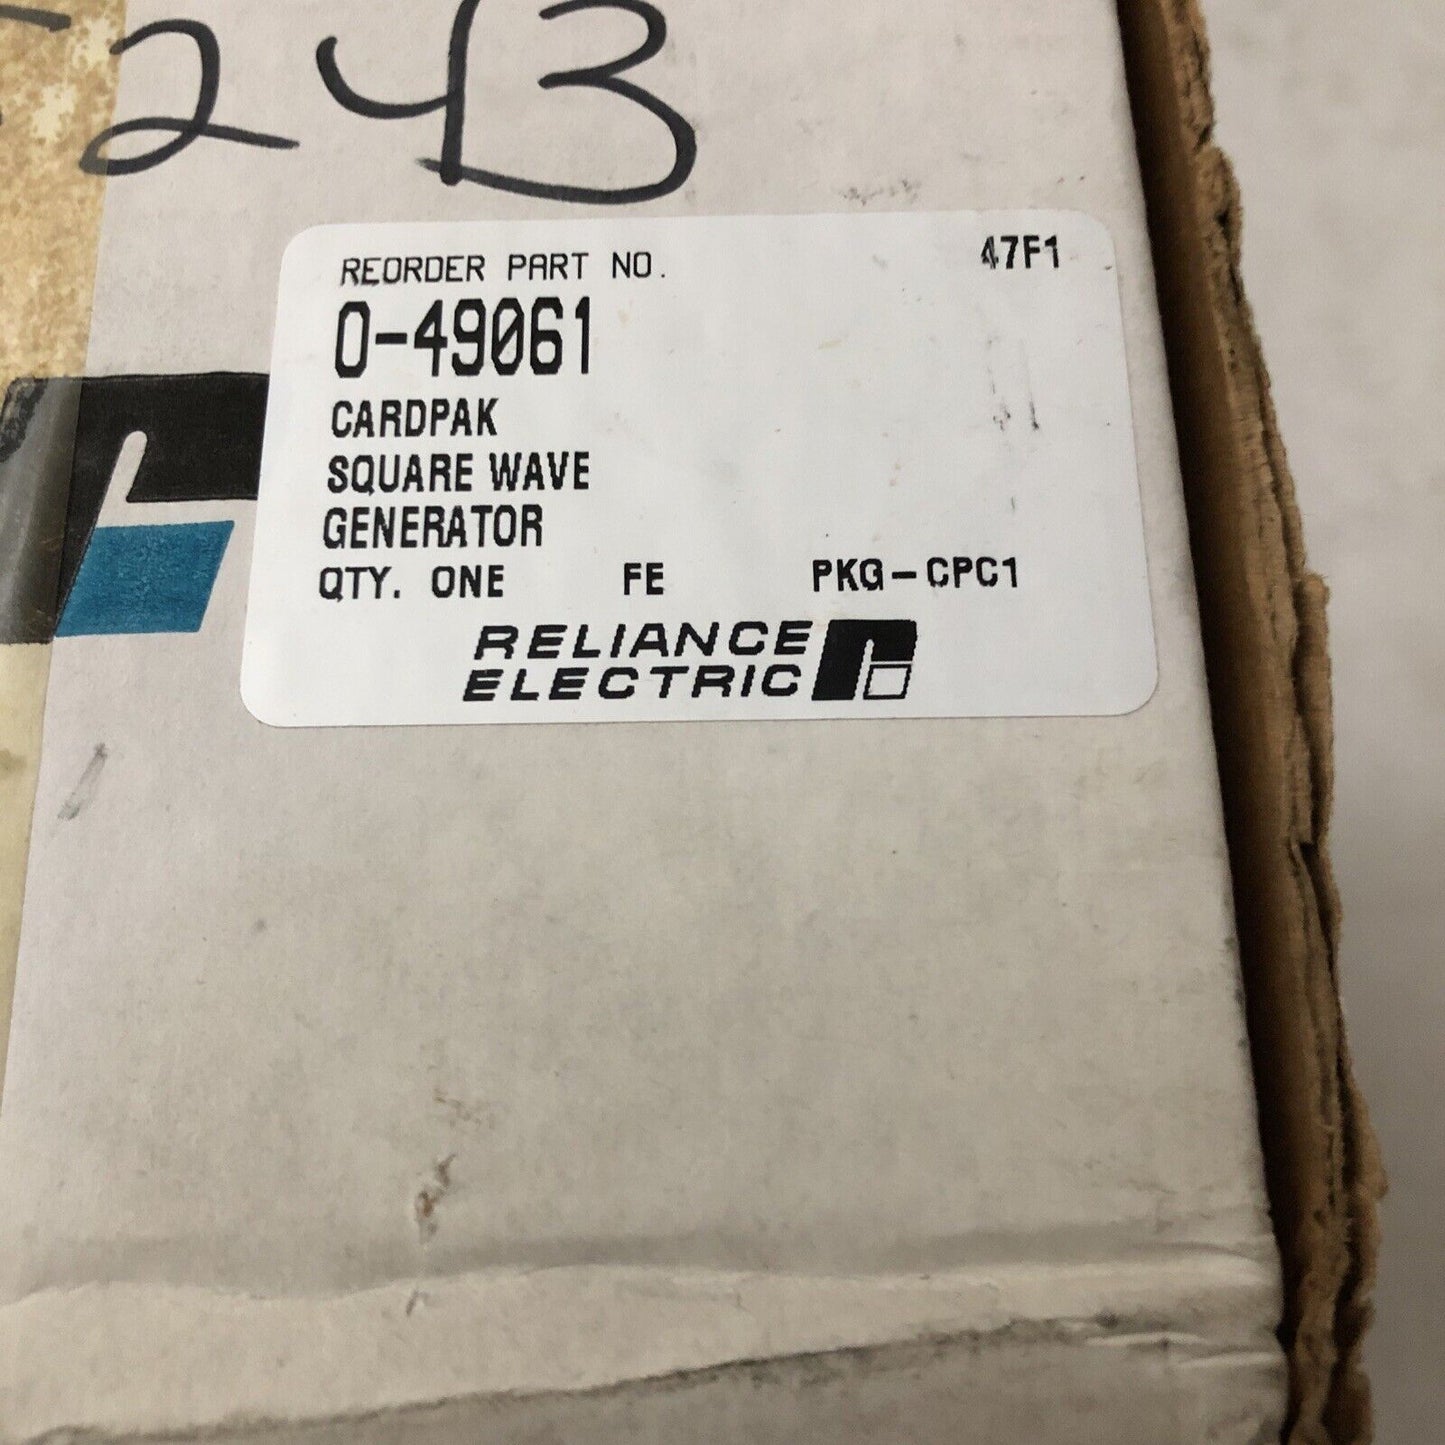 243
REORDER PART NO. 47F1
0-49061
CARDPAK
SQUARE WAVE
GENERATOR
QTY. ONE FE PKG-CPC1
RELIANCE
ELECTRIC